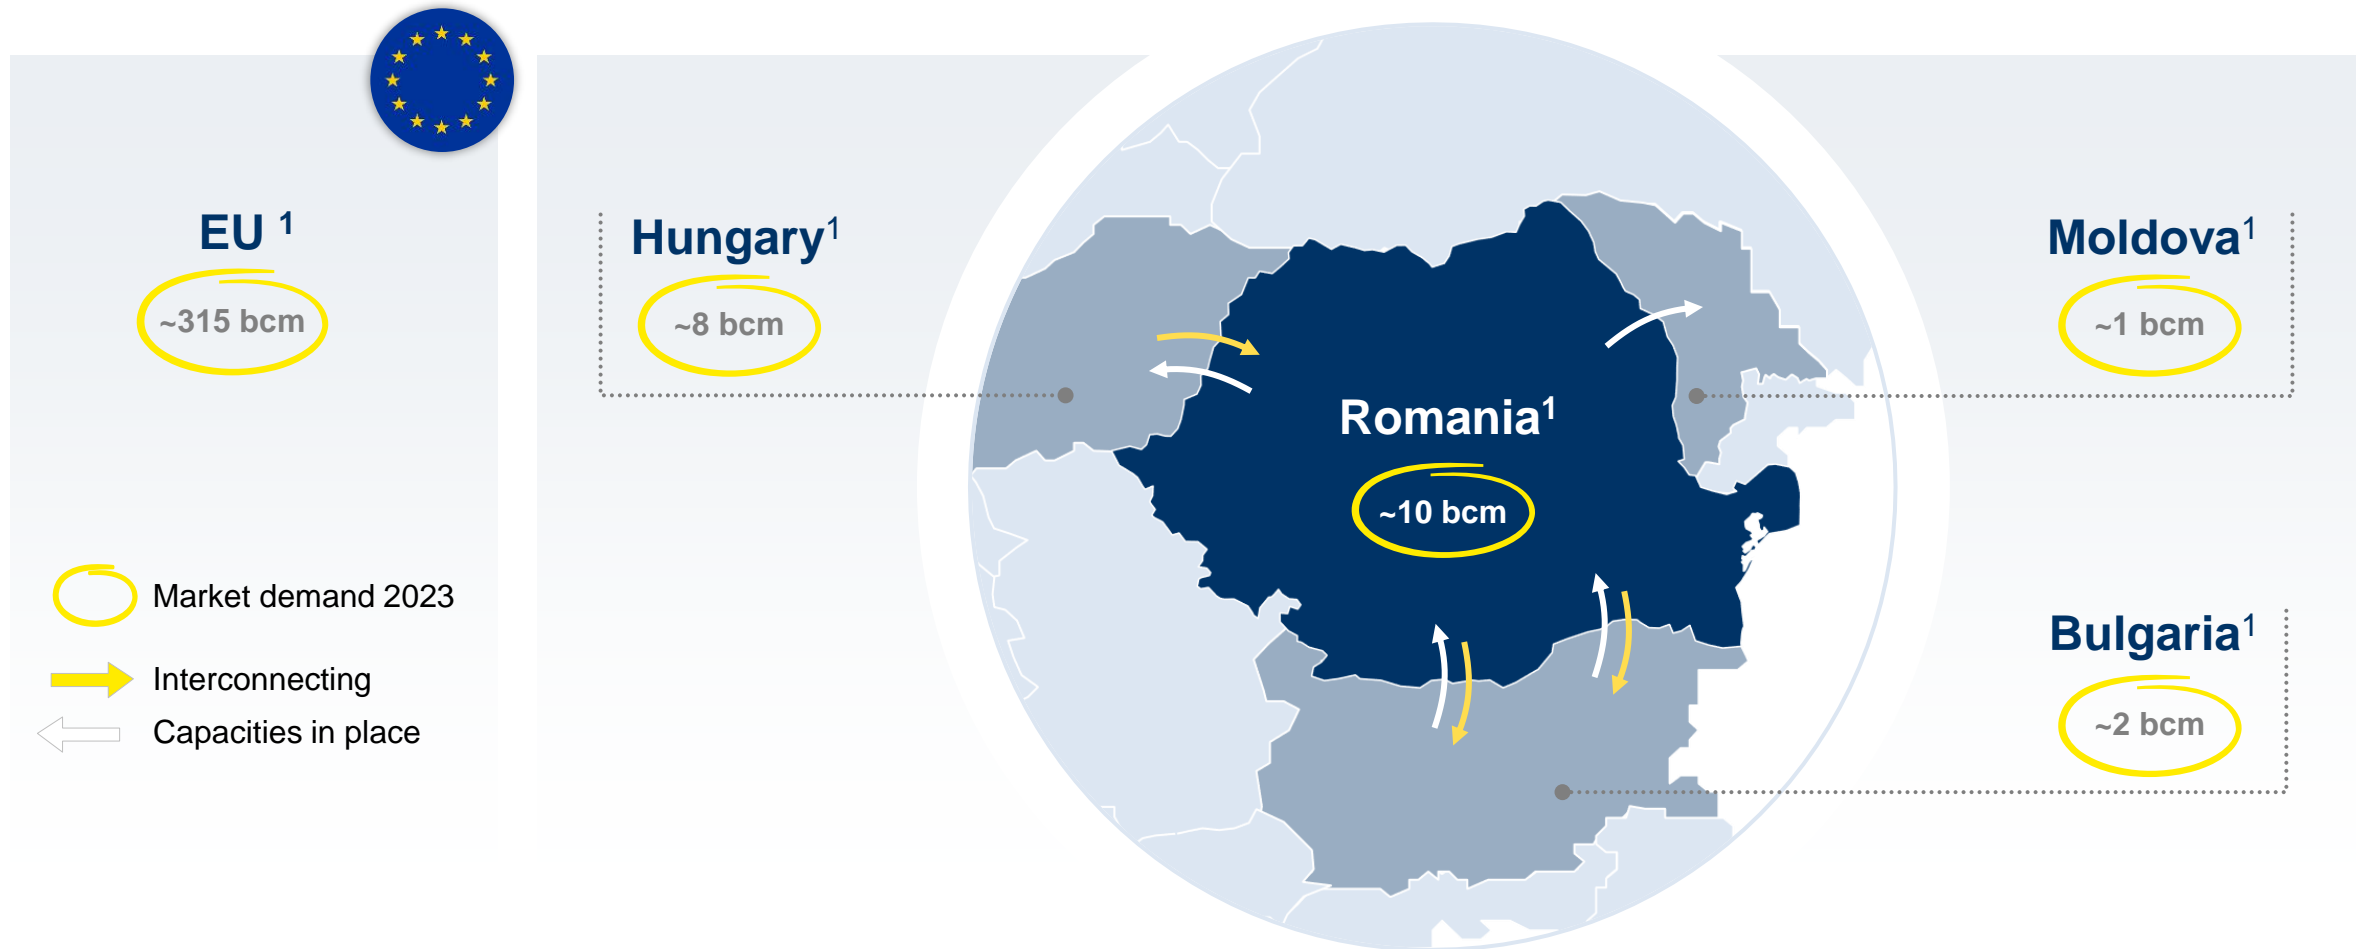 EU 1
~315 bcm
Market demand 2023
Interconnecting
Capacities in place
Hungary1
~8 bcm
Romania1
~10 bcm
Moldova1
~1 bcm
Bulgaria1
~2 bcm